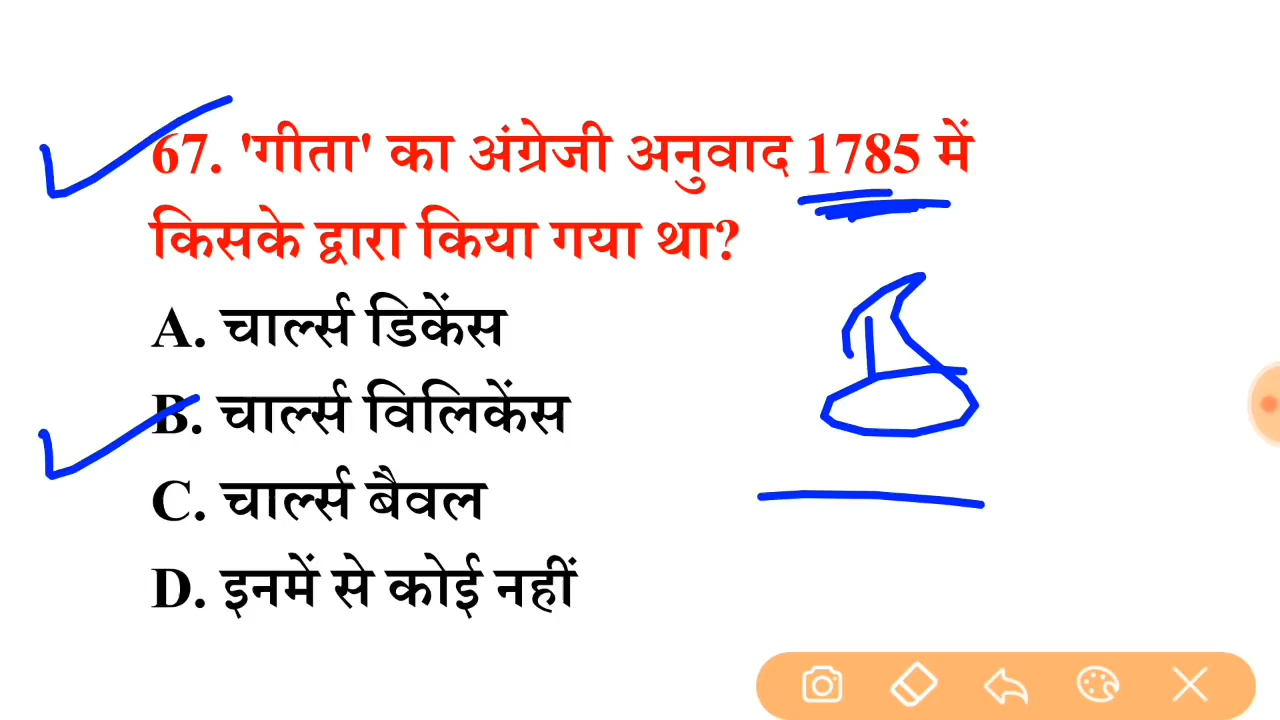 67. 'गीता' का अंग्रेजी अनुवाद 1785 में
किसके द्वारा किया गया था?
A. चार्ल्स डिकेंस
B. चार्ल्स विलिकेंस
C. चार्ल्स बैवल
D. इनमें से कोई नहीं